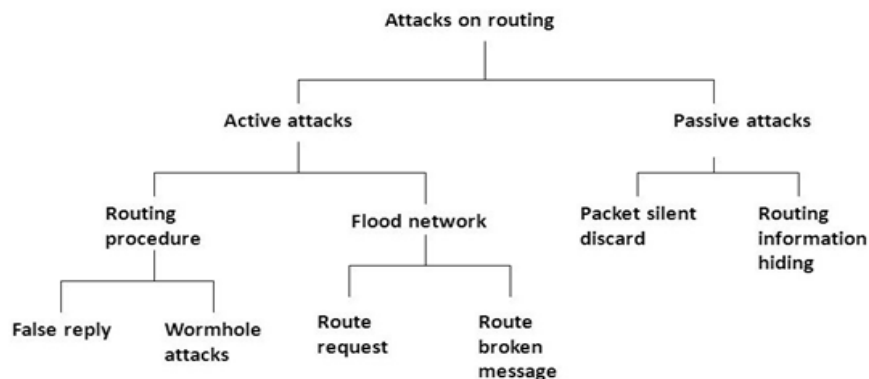 Attacks on routing
Active attacks
Passive attacks
Routing
procedure
Flood network
Packet silent
discard
Routing
information
hiding
False reply
Wormhole
attacks
Route
request
Route
broken
message